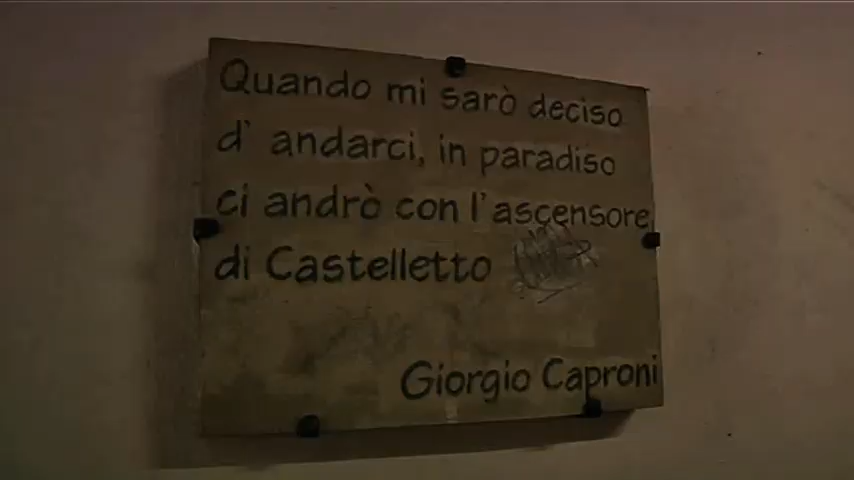 Quando mi sarò deciso
d' andarci, in paradiso
ci andrò con l'ascensore
di Castelletto
Giorgio Caproni